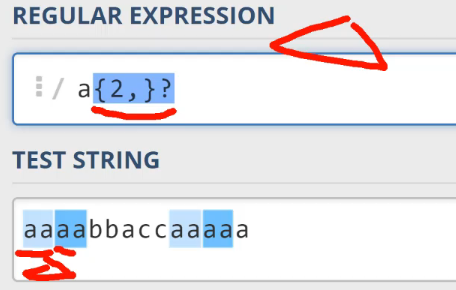 REGULAR EXPRESSION
⋮/ a{2,}?
TEST STRING
aaaabbaccaaaaa